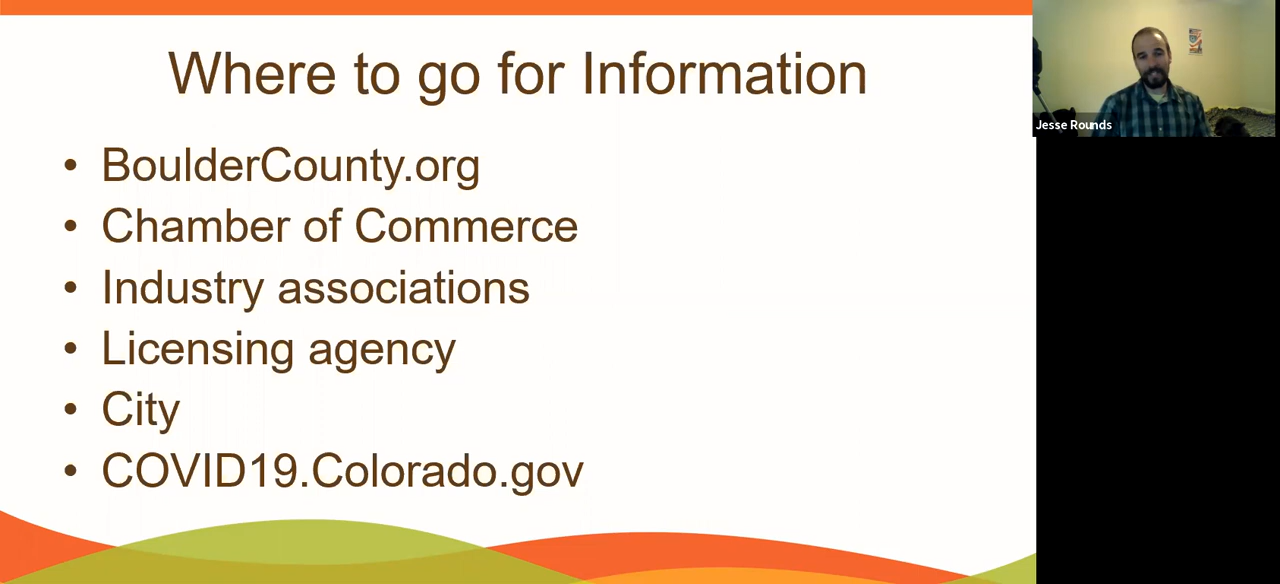 Where to go for Information
• BoulderCounty.org
• Chamber of Commerce
• Industry associations
• Licensing agency
• City
• COVID19.Colorado.gov
Jesse Rounds